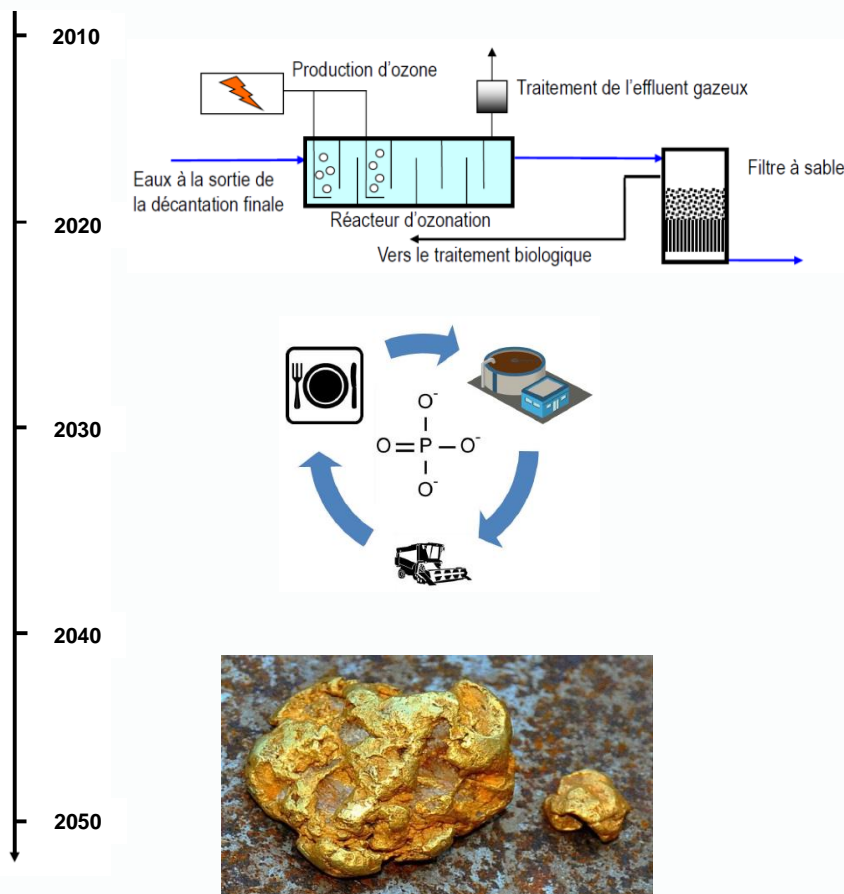 2010
Production d'ozone
Traitement de l'effluent gazeux
Eaux à la sortie de
la décantation finale
Filtre à sable
Réacteur d'ozonation
2020
Vers le traitement biologique
O⁻
O=P—O⁻
O⁻
2030
2040
2050